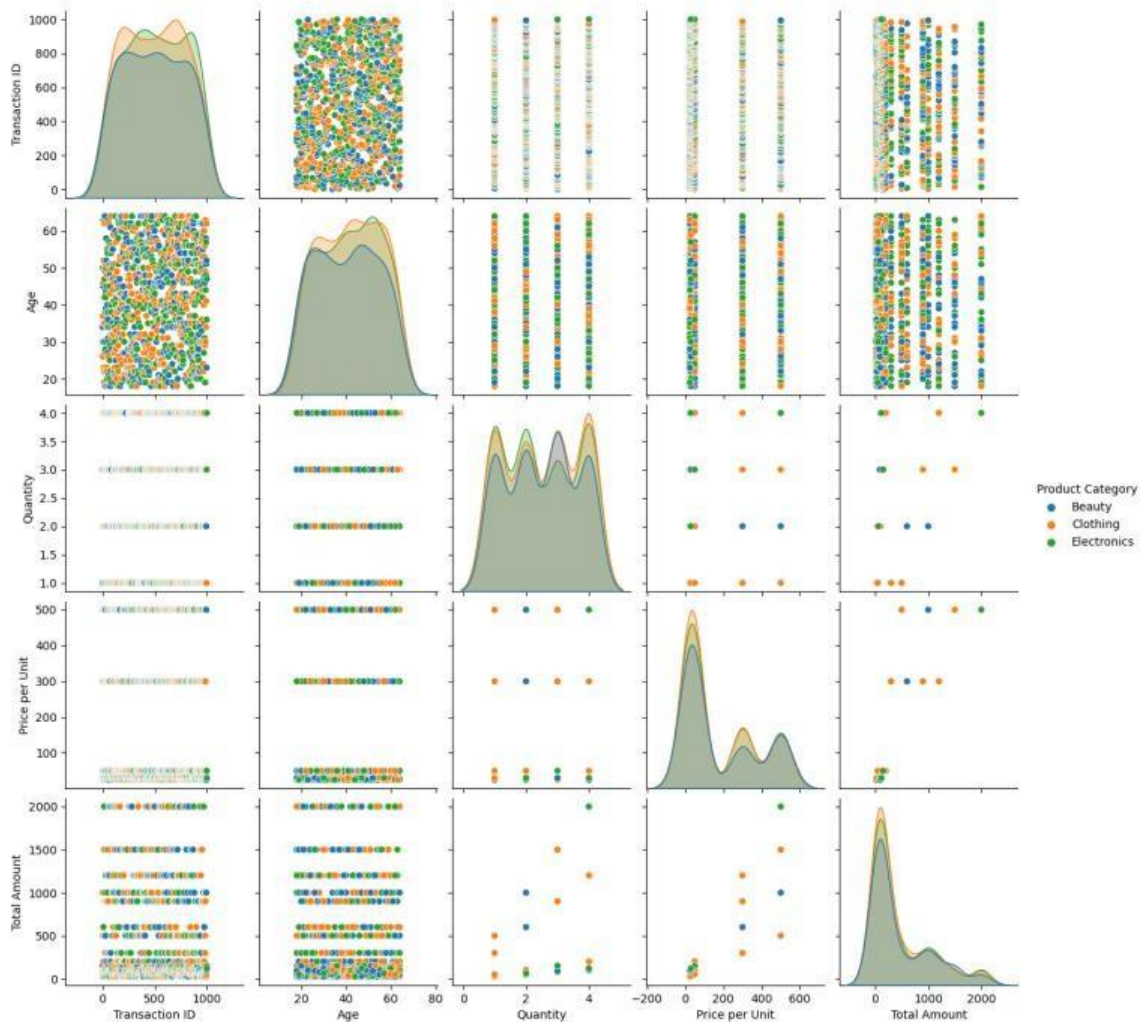 1000
800
600
400
200
0
Transaction ID
60
50
40
30
20
Age
4.0
3.5
3.0
2.5
2.0
1.5
1.0
Quantity
Product Category
Beauty
Clothing
Electronics
500
400
300
200
100
Price per Unit
2000
1500
1000
500
0
Total Amount
0 500 1000
20 40 60 80
0 2 4
−200 0 200 400 600
0 1000 2000
Transaction ID
Age
Quantity
Price per Unit
Total Amount